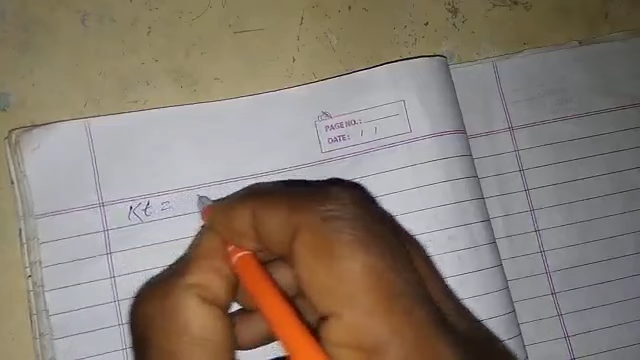 PAGE NO.:
DATE: / /
Kt =